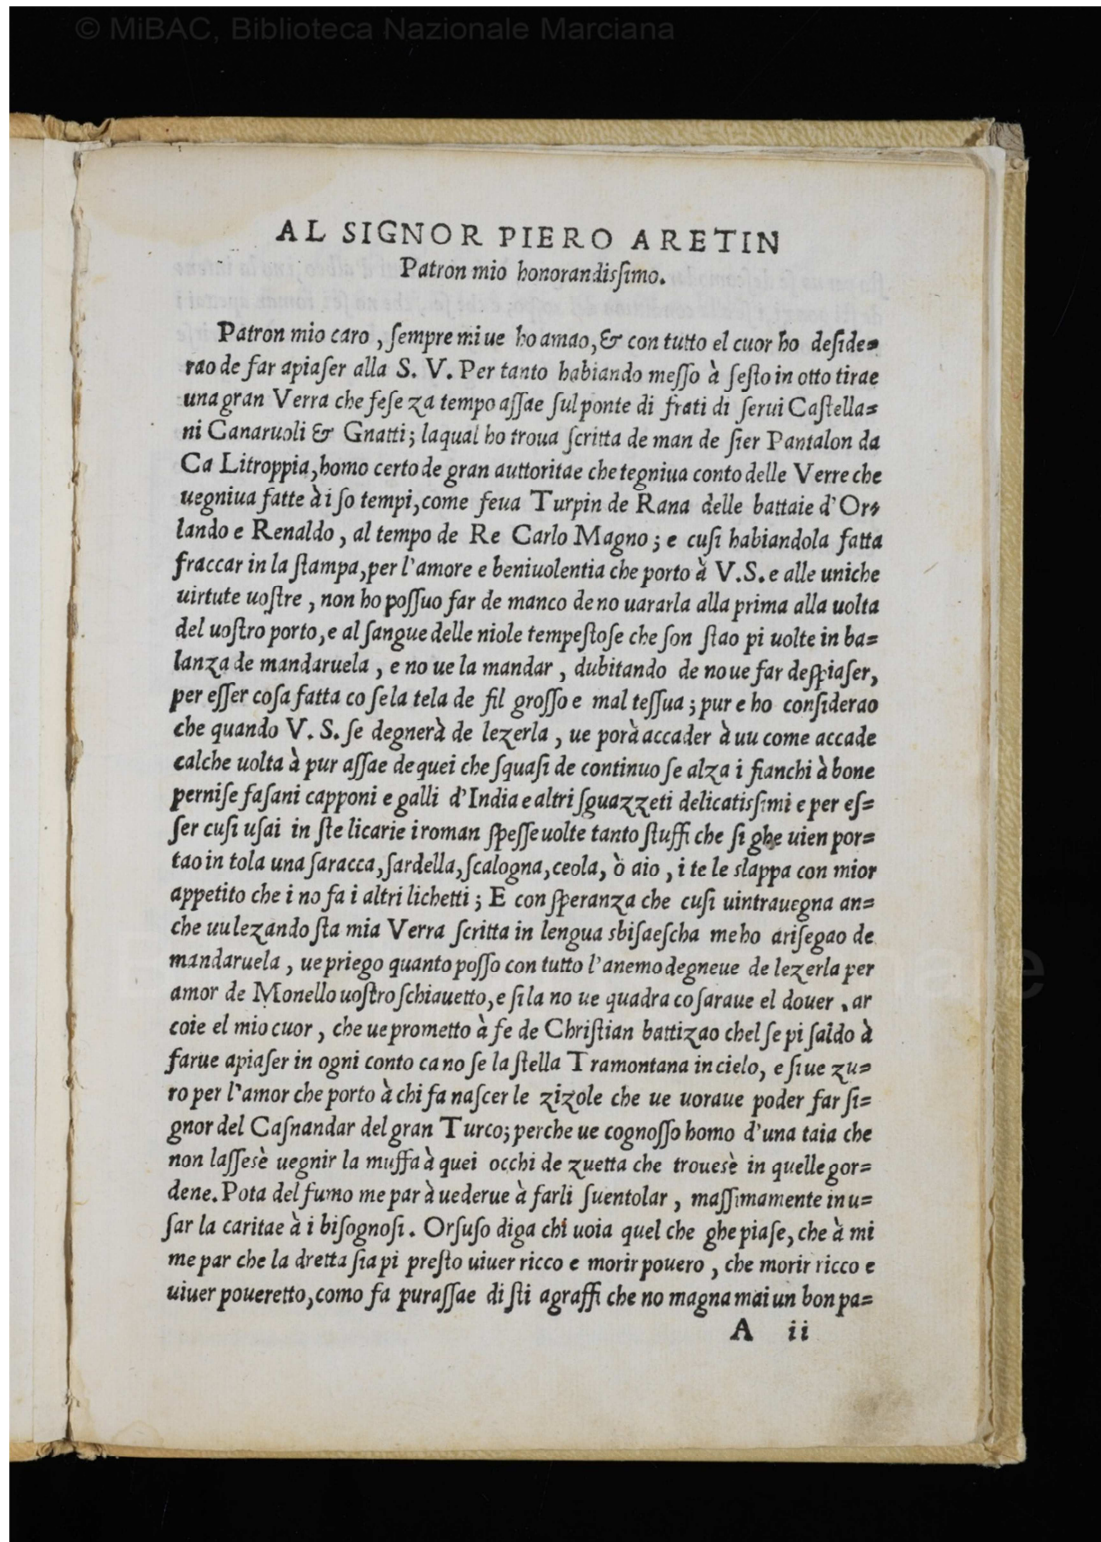 © MiBAC, Biblioteca Nazionale Marciana
AL SIGNOR PIERO ARETIN
Patron mio honorandiſſimo.
Patron mio caro, ſempre mi ue ho amao, & con tutto el cuor ho deſide=
rao de far apiaſer alla S. V. Per tanto habiando meſſo à ſeſto in otto tirae
una gran Verra che feſe za tempo aſſae ſul ponte di frati di ſerui Caſtella=
ni Canaruoli & Gnatti; laqual ho troua ſcritta de man de ſier Pantalon da
Ca Litroppia, homo certo de gran auttoritae che tegniua conto delle Verre che
uegniua fatte à i ſo tempi, come feua Turpin de Rana delle battaie d'Or=
lando e Renaldo, al tempo de Re Carlo Magno; e cuſi habiandola fatta
fraccar in la ſtampa, per l'amore e beniuolentia che porto à V.S. e alle uniche
uirtute uoſtre, non ho poſſuo far de manco de no uararla alla prima alla uolta
del uoſtro porto, e al ſangue delle niole tempeſtoſe che ſon ſtao pi uolte in ba=
lanza de mandaruela, e no ue la mandar, dubitando de no ue far deſpiaſer,
per eſſer coſa fatta co ſe la tela de fil groſſo e mal teſſua; pur e ho conſiderao
che quando V. S. ſe degnerà de lezerla, ue porà accader à uu come accade
calche uolta à pur aſſae de quei che ſquaſi de continuo ſe alza i fianchi à bone
perniſe faſani capponi e galli d'India e altri ſguazzeti delicatiſſimi e per eſ=
ſer cuſi uſai in ſte licarie i roman ſpeſſe uolte tanto ſtuffi che ſi ghe uien por=
tao in tola una ſaracca, ſardella, ſcalogna, ceola, ò aio, i te le slappa con mior
appetito che i no fa i altri lichetti; E con ſperanza che cuſi uintrauegna an=
che uu lezando ſta mia Verra ſcritta in lengua sbiſaeſcha me ho ariſegao de
mandaruela, ue priego quanto poſſo con tutto l'anemo degneue de lezerla per
amor de Monello uoſtro ſchiauetto, e ſi la no ue quadra co ſaraue el douer, ar
coie el mio cuor, che ue prometto à fe de Chriſtian battizao chel ſe pi ſaldo à
farue apiaſer in ogni conto ca no ſe la ſtella Tramontana in cielo, e ſi ue zu=
ro per l'amor che porto à chi fa naſcer le zizole che ue uoraue poder far ſi=
gnor del Caſnandar del gran Turco; perche ue cognoſſo homo d'una taia che
non laſſesè uegnir la muffa à quei occhi de zuetta che trouesè in quelle gor=
dene. Pota del fumo me par à uederue à farli ſuentolar, maſſimamente in u=
ſar la caritae à i biſognoſi. Orſuſo diga chi uoia quel che ghe piaſe, che à mi
me par che la dretta ſia pi preſto uiuer ricco e morir pouero, che morir ricco e
uiuer poueretto, como fa puraſſae di ſti agraffi che no magna mai un bon pa=
A ii